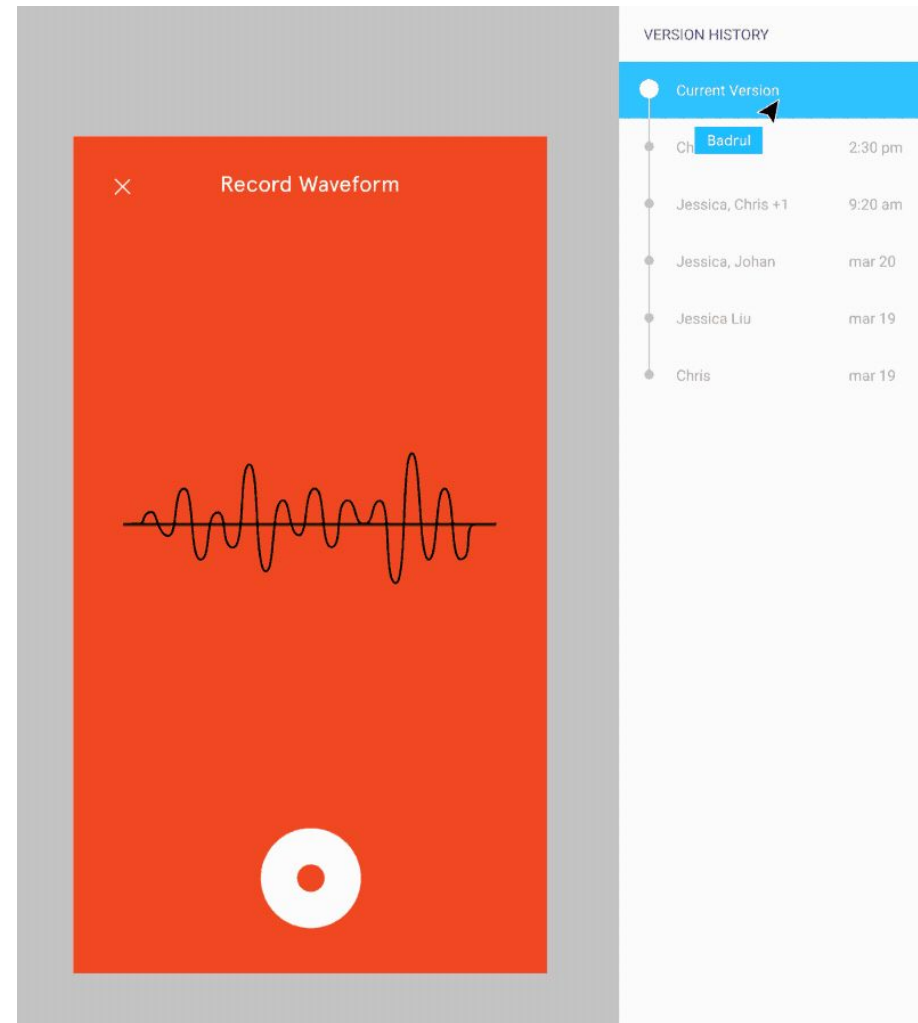 VERSION HISTORY
Current Version
Badrul
2:30 pm
Record Waveform
Jessica, Chris +1 9:20 am
Jessica, Johan mar 20
Jessica Liu mar 19
Chris mar 19